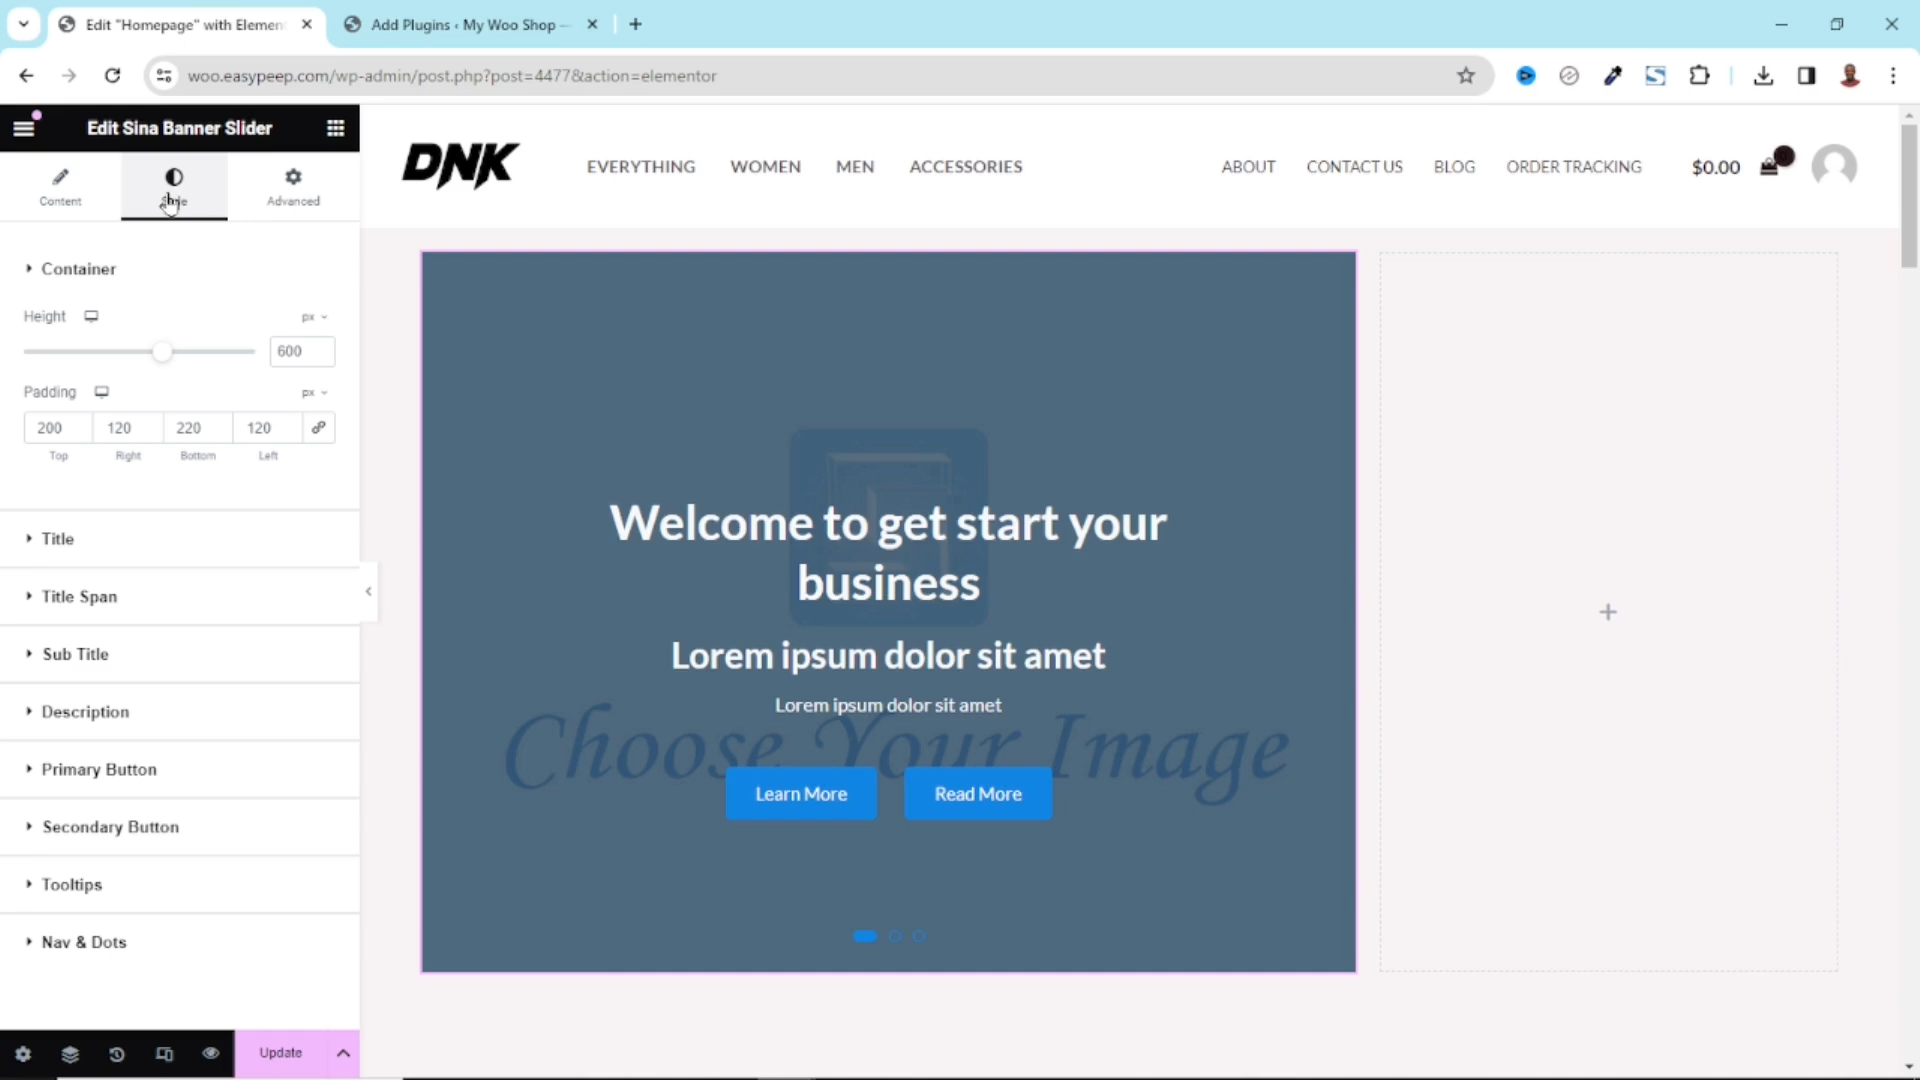 Edit "Homepage" with Elemen
Add Plugins ‹ My Woo Shop —
woo.easypeep.com/wp-admin/post.php?post=4477&action=elementor
Edit Sina Banner Slider
Content
Advanced
Container
Height
px
600
Padding
px
200 120 220 120
Top Right Bottom Left
Title
Title Span
Sub Title
Description
Primary Button
Secondary Button
Tooltips
Nav & Dots
Update
DNK
EVERYTHING WOMEN MEN ACCESSORIES
ABOUT CONTACT US BLOG ORDER TRACKING
$0.00
Welcome to get start your
business
Lorem ipsum dolor sit amet
Lorem ipsum dolor sit amet
Choose Your Image
Learn More
Read More